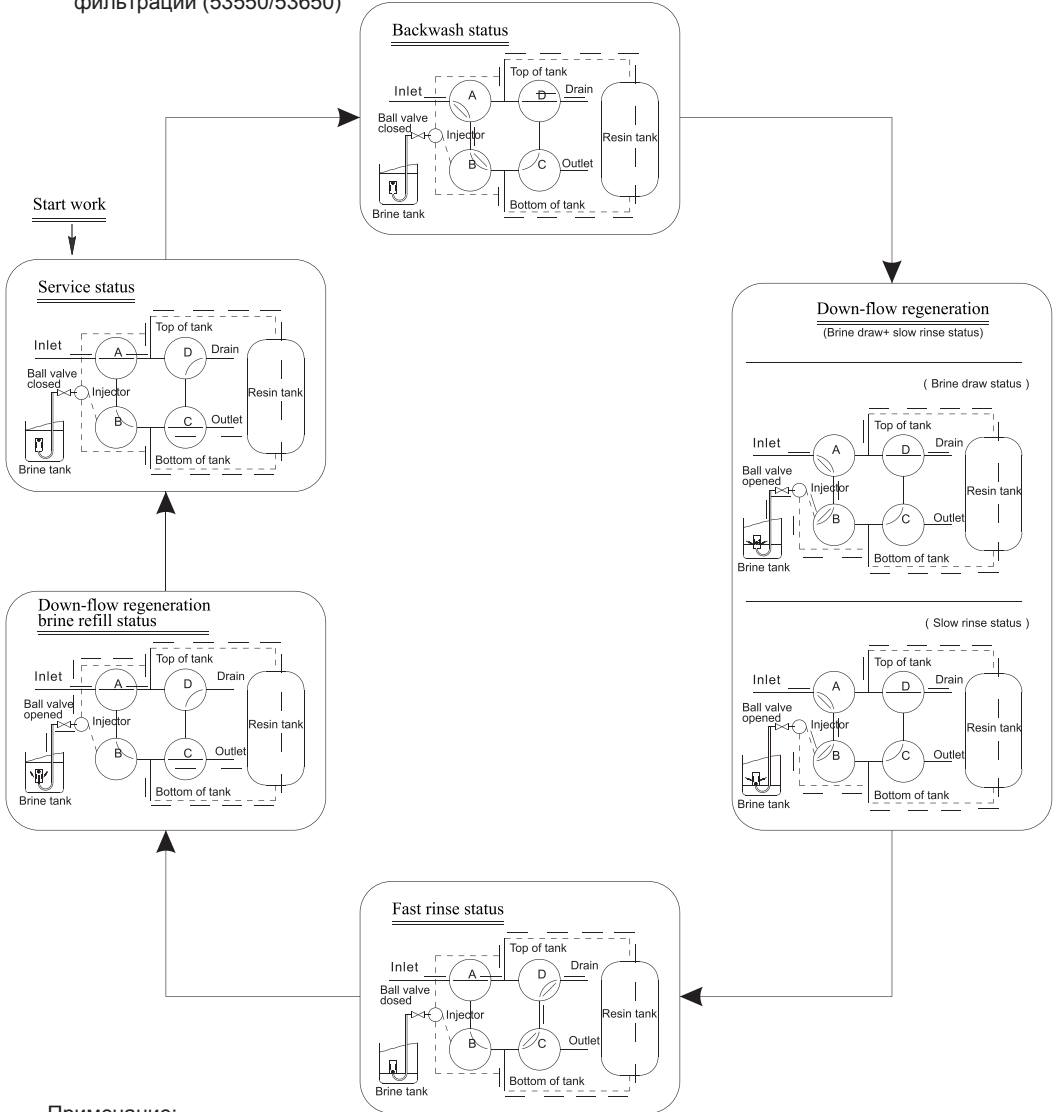 фильтрации (53550/53650)
Backwash status
Top of tank
Inlet
A
D
Drain
Ball valve
closed
Injector
Resin tank
B
C
Outlet
Brine tank
Bottom of tank
Start work
Service status
Top of tank
Inlet
A
D
Drain
Ball valve
closed
Injector
Resin tank
B
C
Outlet
Brine tank
Bottom of tank
Down-flow regeneration
(Brine draw+ slow rinse status)
( Brine draw status )
Top of tank
Inlet
A
D
Drain
Ball valve
opened
Injector
Resin tank
B
C
Outlet
Brine tank
Bottom of tank
( Slow rinse status )
Top of tank
Inlet
A
D
Drain
Ball valve
opened
Injector
Resin tank
B
C
Outlet
Brine tank
Bottom of tank
Down-flow regeneration
brine refill status
Top of tank
Inlet
A
D
Drain
Ball valve
opened
Injector
Resin tank
B
C
Outlet
Brine tank
Bottom of tank
Fast rinse status
Top of tank
Inlet
A
D
Drain
Ball valve
dosed
Injector
Resin tank
B
C
Outlet
Brine tank
Bottom of tank
Примечание: